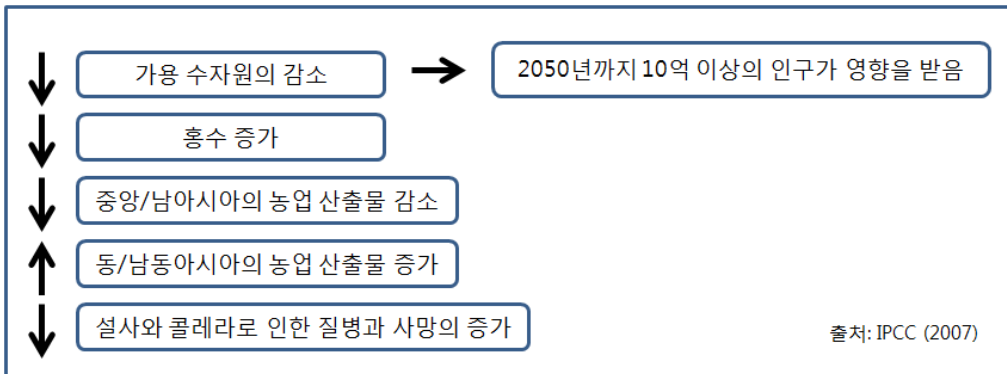 가용 수자원의 감소
2050년까지 10억 이상의 인구가 영향을 받음
홍수 증가
중앙/남아시아의 농업 산출물 감소
동/남동아시아의 농업 산출물 증가
설사와 콜레라로 인한 질병과 사망의 증가
출처: IPCC (2007)